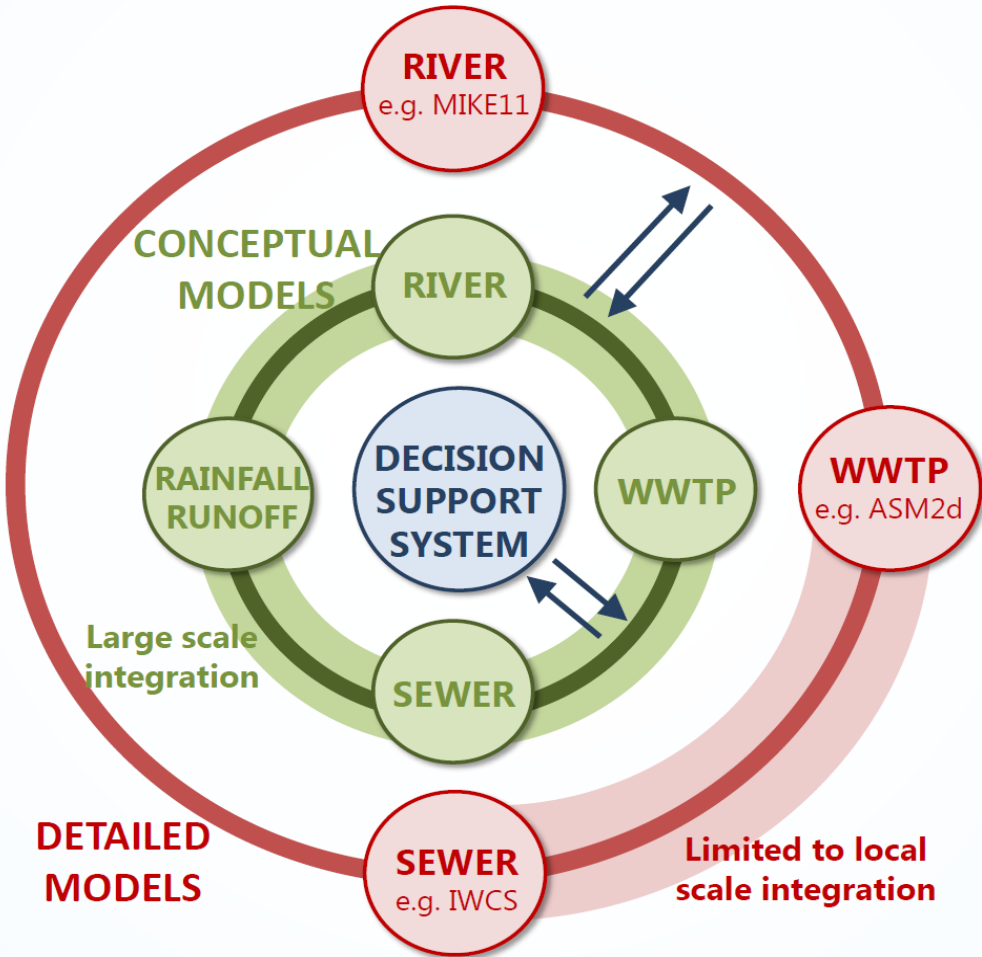 RIVER
e.g. MIKE11
CONCEPTUAL
MODELS
RIVER
DECISION
SUPPORT
SYSTEM
RAINFALL
RUNOFF
WWTP
WWTP
e.g. ASM2d
Large scale
integration
SEWER
DETAILED
MODELS
SEWER
e.g. IWCS
Limited to local
scale integration